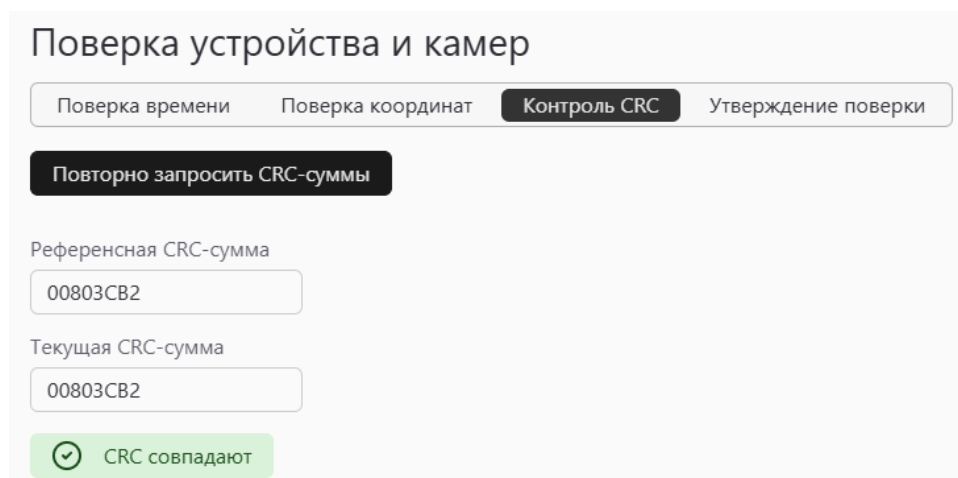 Поверка устройства и камер
Поверка времени Поверка координат Контроль CRC Утверждение поверки
Повторно запросить CRC-суммы
Референсная CRC-сумма
00803CB2
Текущая CRC-сумма
00803CB2
CRC совпадают